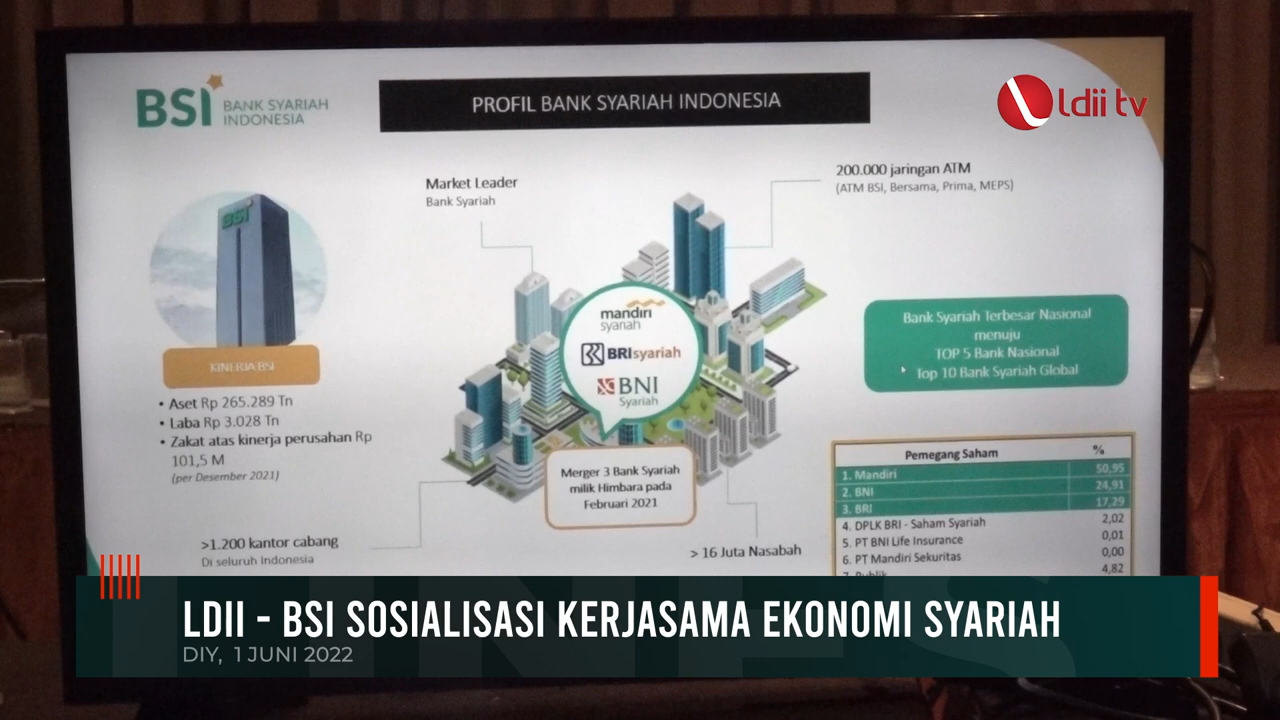 BSI BANK SYARIAH
INDONESIA
PROFIL BANK SYARIAH INDONESIA
ldii tv
Market Leader
Bank Syariah
200.000 jaringan ATM
(ATM BSI, Bersama, Prima, MEPS)
BSI
KINERJA BSI
• Aset Rp 265.289 Tn
• Laba Rp 3.028 Tn
• Zakat atas kinerja perusahan Rp
101,5 M
(per Desember 2021)
mandiri
syariah
BRIsyariah
BNI
Syariah
Bank Syariah Terbesar Nasional
menuju
TOP 5 Bank Nasional
Top 10 Bank Syariah Global
Merger 3 Bank Syariah
milik Himbara pada
Februari 2021
>1.200 kantor cabang
Di seluruh Indonesia
> 16 Juta Nasabah
Pemegang Saham %
1. Mandiri 50,95
2. BNI 24,91
3. BRI 17,29
4. DPLK BRI - Saham Syariah 2,02
5. PT BNI Life Insurance 0,01
6. PT Mandiri Sekuritas 0,00
7. Publik 4,82
LDII - BSI SOSIALISASI KERJASAMA EKONOMI SYARIAH
DIY, 1 JUNI 2022